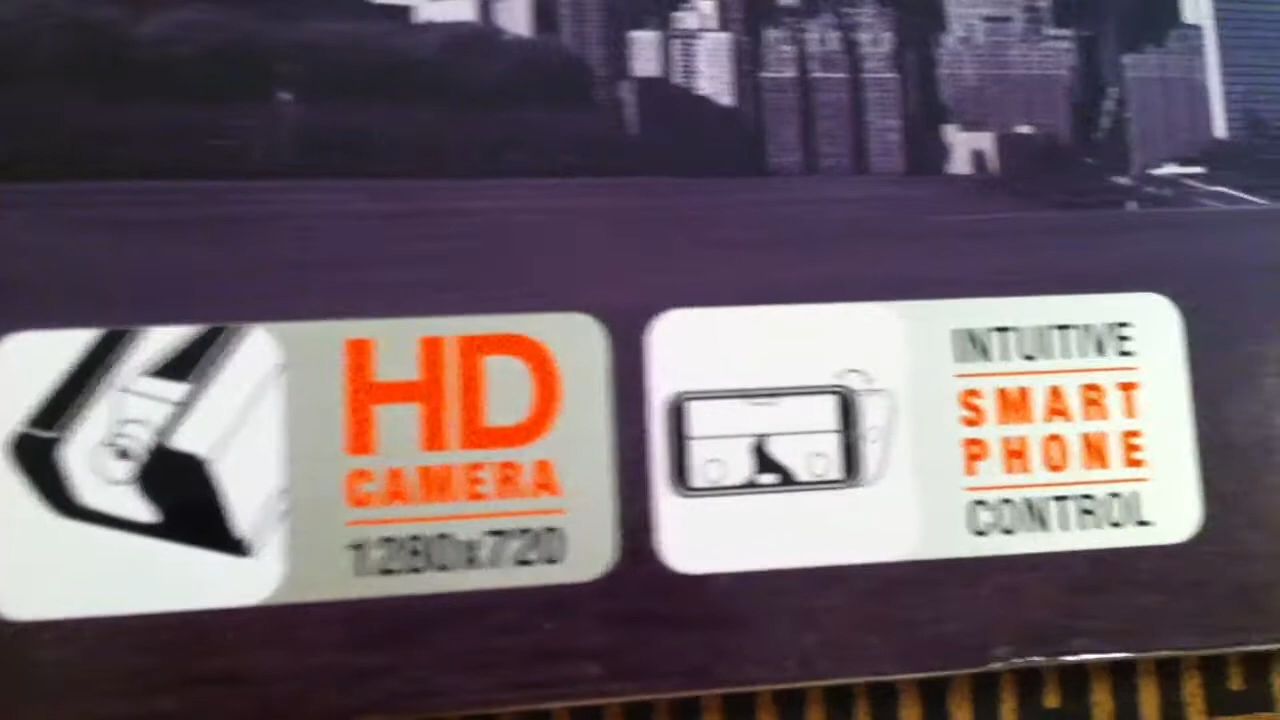 HD
CAMERA
1280x720
INTUITIVE
SMART
PHONE
CONTROL